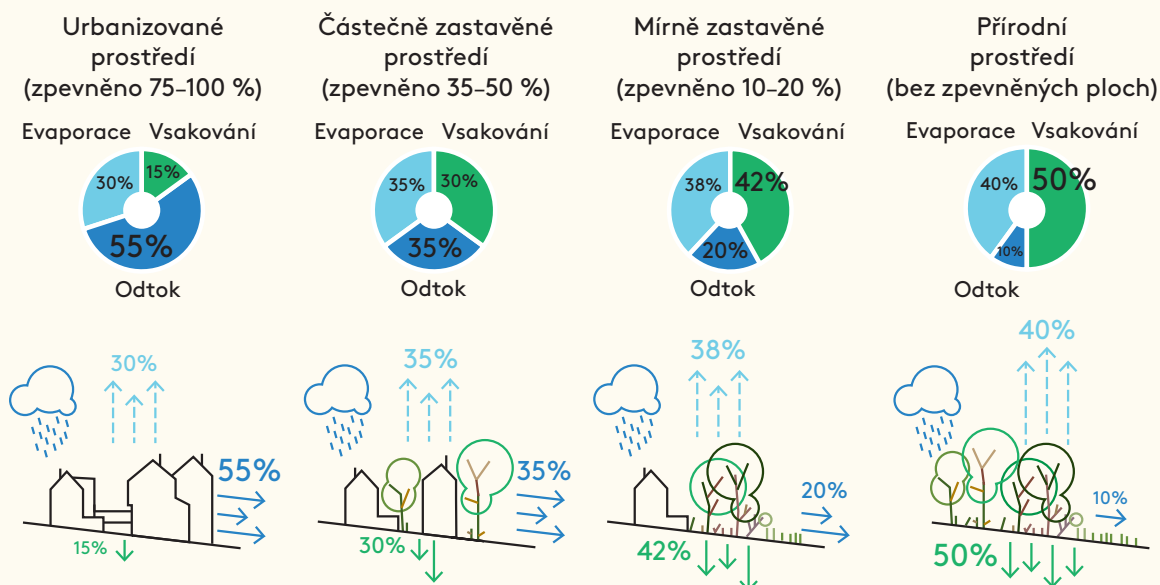 Urbanizované
prostředí
(zpevněno 75–100 %)
Evaporace Vsakování
30%
15%
55%
Odtok
30%
55%
15%
Částečně zastavěné
prostředí
(zpevněno 35–50 %)
Evaporace Vsakování
35%
30%
35%
Odtok
35%
35%
30%
Mírně zastavěné
prostředí
(zpevněno 10–20 %)
Evaporace Vsakování
38%
42%
20%
Odtok
38%
20%
42%
Přírodní
prostředí
(bez zpevněných ploch)
Evaporace Vsakování
40%
50%
10%
Odtok
40%
10%
50%